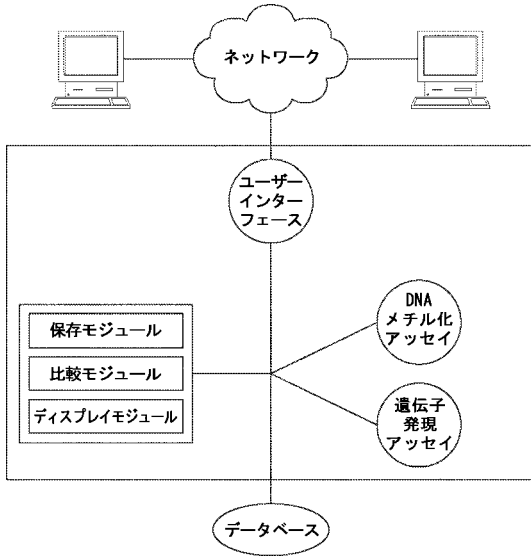 ネットワーク
ユーザー
インター
フェース
保存モジュール
比較モジュール
ディスプレイモジュール
DNA
メチル化
アッセイ
遺伝子
発現
アッセイ
データベース